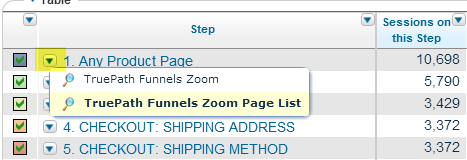 Table
Step
Sessions on
this Step
1. Any Product Page
10,698
TruePath Funnels Zoom
5,790
TruePath Funnels Zoom Page List
3,429
4. CHECKOUT: SHIPPING ADDRESS
3,372
5. CHECKOUT: SHIPPING METHOD
3,372